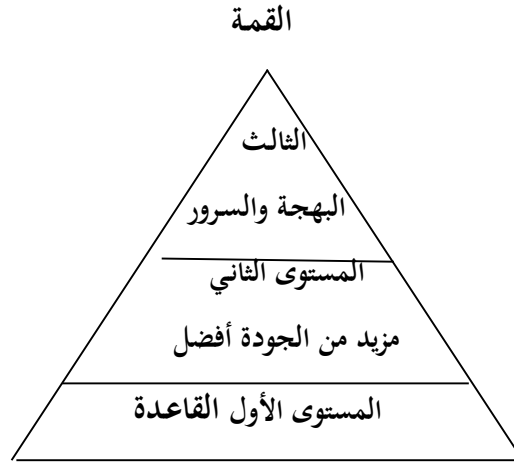 القمة
الثالث
البهجة والسرور
المستوى الثاني
مزيد من الجودة أفضل
المستوى الأول القاعدة